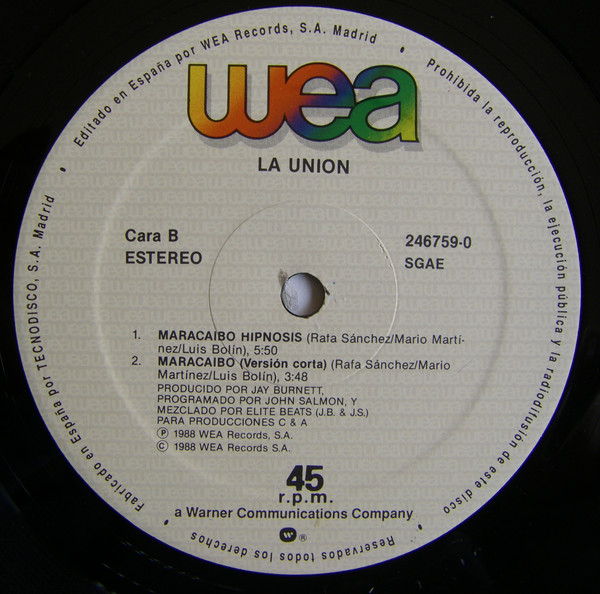 Editado en España por WEA Records, S.A. Madrid
Prohibida la reproducción, la ejecución pública y la radiodifusión de este disco
wea
LA UNION
Cara B
ESTEREO
246759-0
SGAE
1. MARACAIBO HIPNOSIS (Rafa Sánchez/Mario Martí-
nez/Luis Bolín), 5:50
2. MARACAIBO (Versión corta) (Rafa Sánchez/Mario
Martínez/Luis Bolín), 3:48
PRODUCIDO POR JAY BURNETT,
PROGRAMADO POR JOHN SALMON, Y
MEZCLADO POR ELITE BEATS (J.B. & J.S.)
PARA PRODUCIONES C & A
Ⓟ 1988 WEA Records, S.A.
© 1988 WEA Records S.A.
45
r.p.m.
a Warner Communications Company
®
Fabricado en España por TECNODISCO, S.A. Madrid
Reservados todos los derechos